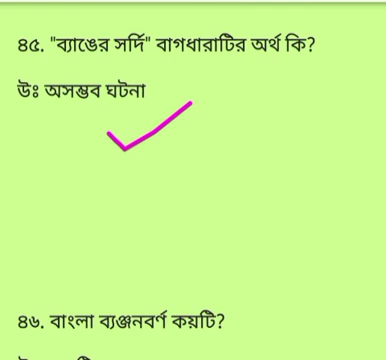 ৪৫. "ব্যাঙের সর্দি" বাগধারাটির অর্থ কি?
উঃ অসম্ভব ঘটনা
৪৬. বাংলা ব্যঞ্জনবর্ণ কয়টি?